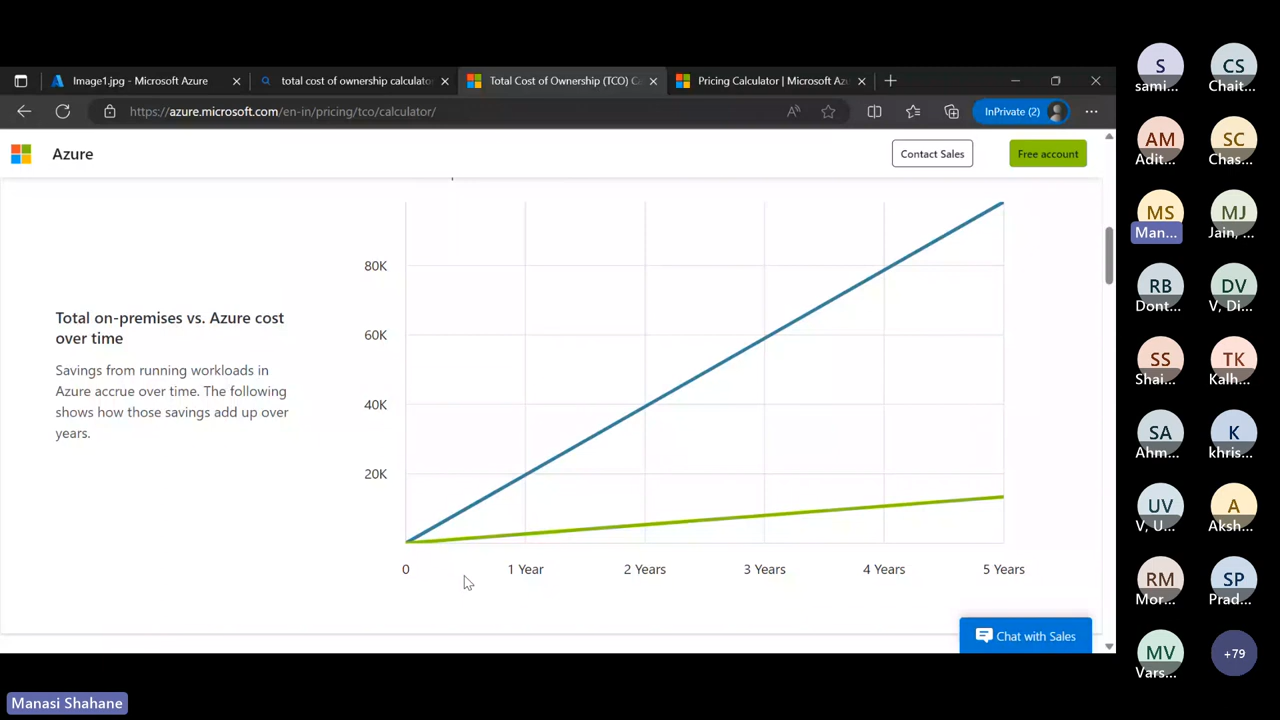 Image1.jpg - Microsoft Azure
total cost of ownership calculator
Total Cost of Ownership (TCO) C
Pricing Calculator | Microsoft Az
https://azure.microsoft.com/en-in/pricing/tco/calculator/
InPrivate (2)
Azure
Contact Sales
Free account
Total on-premises vs. Azure cost
over time
Savings from running workloads in
Azure accrue over time. The following
shows how those savings add up over
years.
80K
60K
40K
20K
0
1 Year
2 Years
3 Years
4 Years
5 Years
Chat with Sales
S
sami...
CS
Chait...
AM
Adit...
SC
Chas...
MS
Man...
MJ
Jain, ...
RB
Dont...
DV
V, Di...
SS
Shai...
TK
Kalh...
SA
Ahm...
K
khris...
UV
V, U...
A
Aksh...
RM
Mor...
SP
Prad...
MV
Vars...
+79
Manasi Shahane